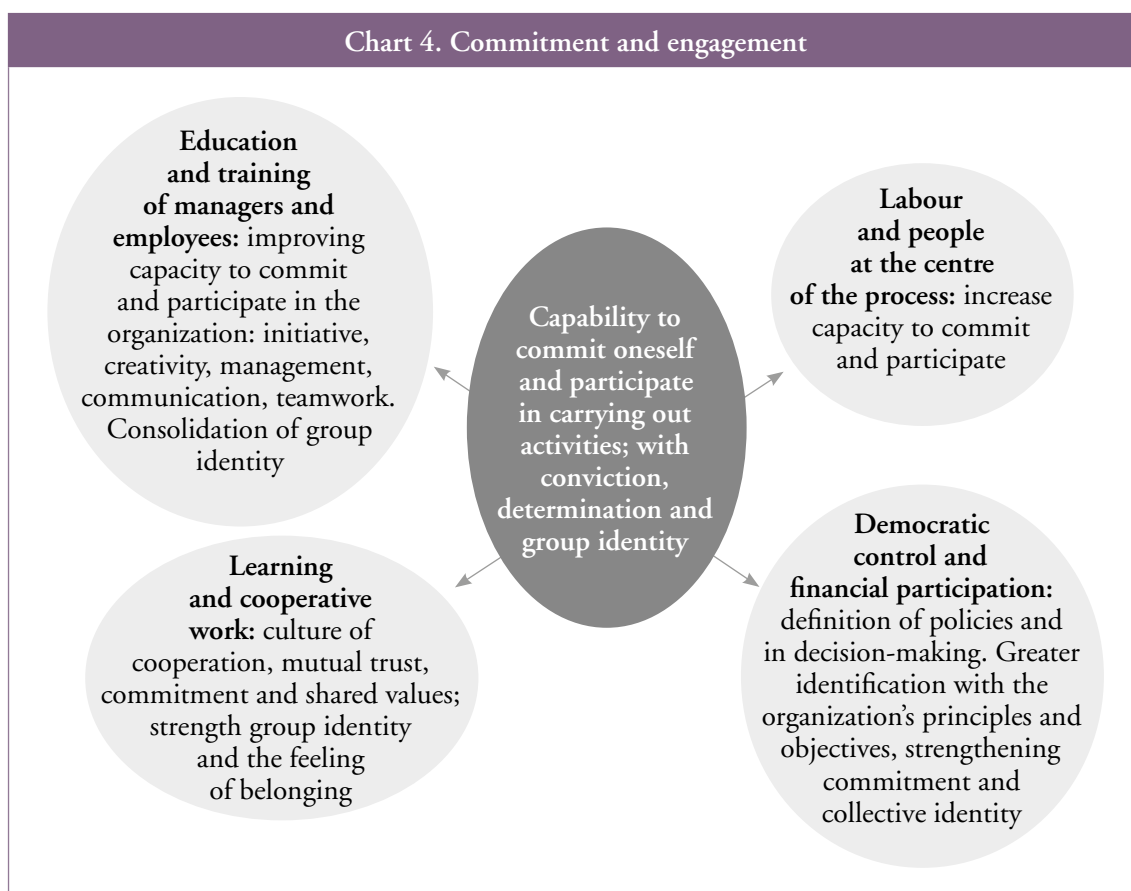 Chart 4. Commitment and engagement
Education
and training
of managers and
employees: improving
capacity to commit
and participate in the
organization: initiative,
creativity, management,
communication, teamwork.
Consolidation of group
identity
Labour
and people
at the centre
of the process: increase
capacity to commit
and participate
Capability to
commit oneself
and participate
in carrying out
activities; with
conviction,
determination and
group identity
Learning
and cooperative
work: culture of
cooperation, mutual trust,
commitment and shared values;
strength group identity
and the feeling
of belonging
Democratic
control and
financial participation:
definition of policies and
in decision-making. Greater
identification with the
organization’s principles and
objectives, strengthening
commitment and
collective identity